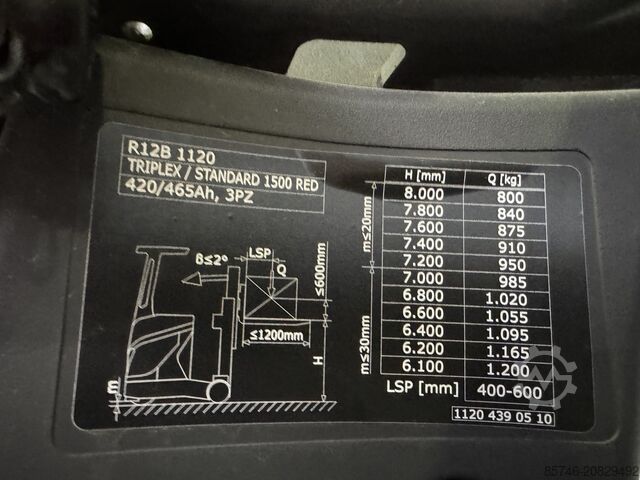 R12B 1120
TRIPLEX / STANDARD 1500 RED
420/465Ah, 3PZ
LSP
Q
β≤2°
≤600mm
≤1200mm
H
m
H [mm] Q [kg]
m≤20mm
8.000 800
7.800 840
7.600 875
7.400 910
7.200 950
m≤30mm
7.000 985
6.800 1.020
6.600 1.055
6.400 1.095
6.200 1.165
6.100 1.200
LSP [mm] 400-600
1120 439 05 10
85746-20829492